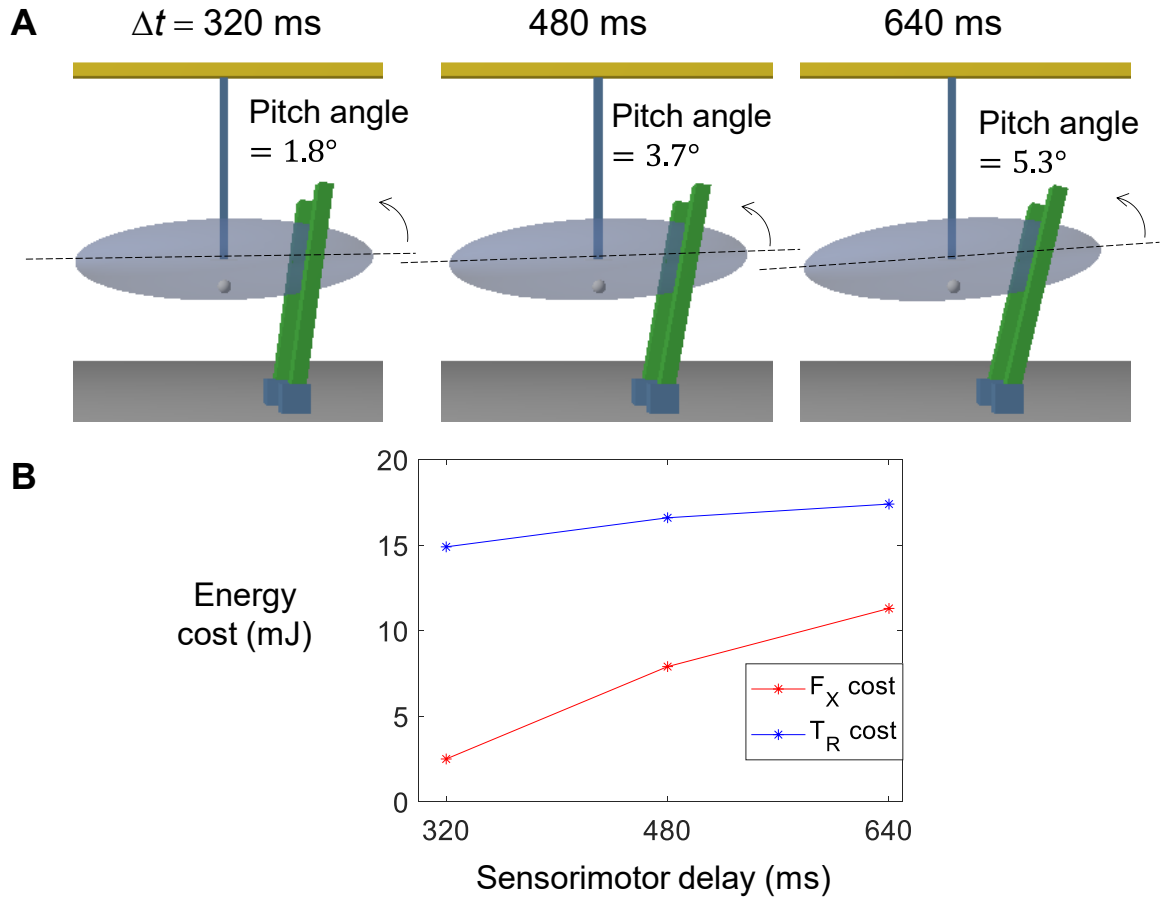 A
Δt = 320 ms
480 ms
640 ms
Pitch angle
= 1.8°
Pitch angle
= 3.7°
Pitch angle
= 5.3°
B
20
15
10
5
0
Energy
cost (mJ)
F_X cost
T_R cost
320
480
640
Sensorimotor delay (ms)